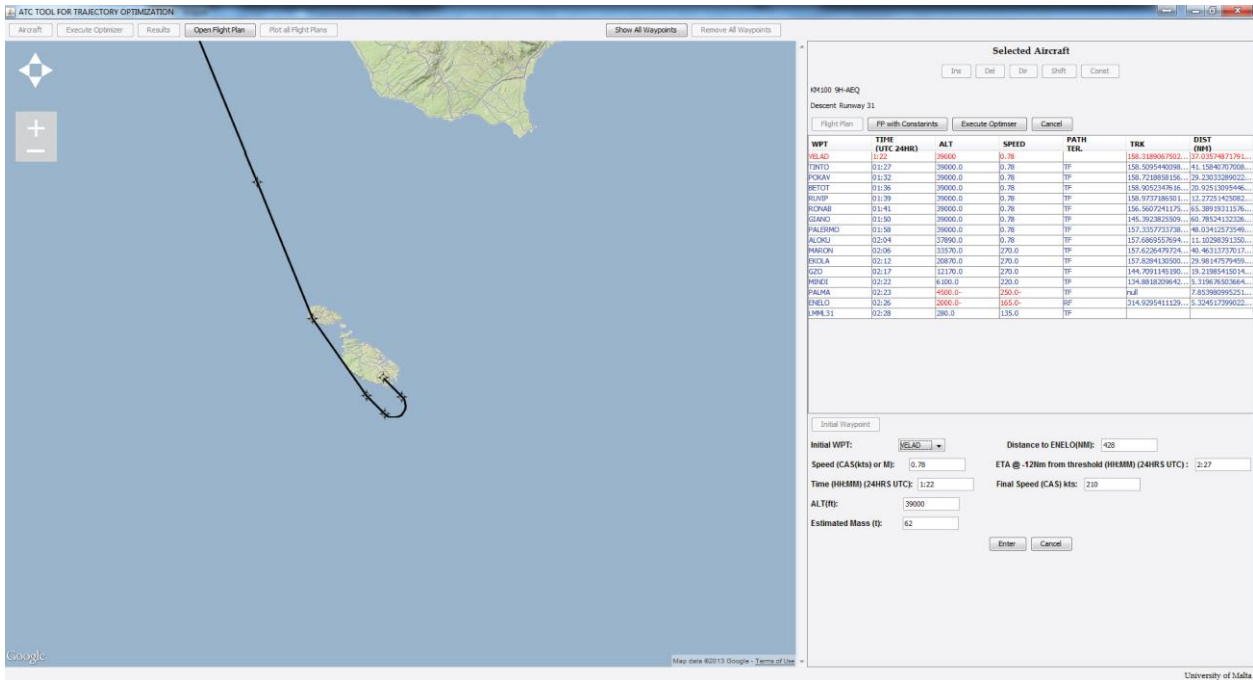 ATC TOOL FOR TRAJECTORY OPTIMIZATION
Aircraft Execute Optimizer Results Open Flight Plan Plot all Flight Plans Show All Waypoints Remove All Waypoints
Selected Aircraft
Ins Del Dir Shift Const
KM100 9H-AEQ
Descent Runway 31
Flight Plan FP with Constarints Execute Optimser Cancel
WPT TIME (UTC 24HR) ALT SPEED PATH TER. TRK DIST (NM)
VELAD 1:22 39000 0.78 158.3189067502... 37.03574871791...
TINTO 01:27 39000.0 0.78 TF 158.5095440098... 41.15840707008...
POKAV 01:32 39000.0 0.78 TF 158.7218858156... 29.23033289022...
BETOT 01:36 39000.0 0.78 TF 158.9052347616... 20.92513095446...
RUVIP 01:39 39000.0 0.78 TF 158.9737186501... 12.27251425082...
RONAB 01:41 39000.0 0.78 TF 156.5607241175... 65.38919311576...
GIANO 01:50 39000.0 0.78 TF 145.3923825509... 60.78524132326...
PALERMO 01:58 39000.0 0.78 TF 157.3357733738... 48.03412573549...
ALOKU 02:04 37890.0 0.78 TF 157.6869557694... 11.10298391350...
MARON 02:06 33570.0 270.0 TF 157.6226479724... 40.46313737017...
EKOLA 02:12 20870.0 270.0 TF 157.8284130500... 29.98147579459...
GZO 02:17 12170.0 270.0 TF 144.7091145190... 19.21985415014...
MINDI 02:22 6100.0 220.0 TF 134.8818209642... 5.319676503664...
PALMA 02:23 4500.0- 250.0- TF null 7.853980995251...
ENELO 02:26 2000.0- 165.0- RF 314.9295411129... 5.324517399022...
LMML31 02:28 280.0 135.0 TF
Initial Waypoint
Initial WPT: VELAD Distance to ENELO(NM): 428
Speed (CAS(kts) or M): 0.78 ETA @ -12Nm from threshold (HH:MM) (24HRS UTC) : 2:27
Time (HH:MM) (24HRS UTC): 1:22 Final Speed (CAS) kts: 210
ALT(ft): 39000
Estimated Mass (t): 62
Enter Cancel
Google
Map data ©2013 Google - Terms of Use
University of Malta